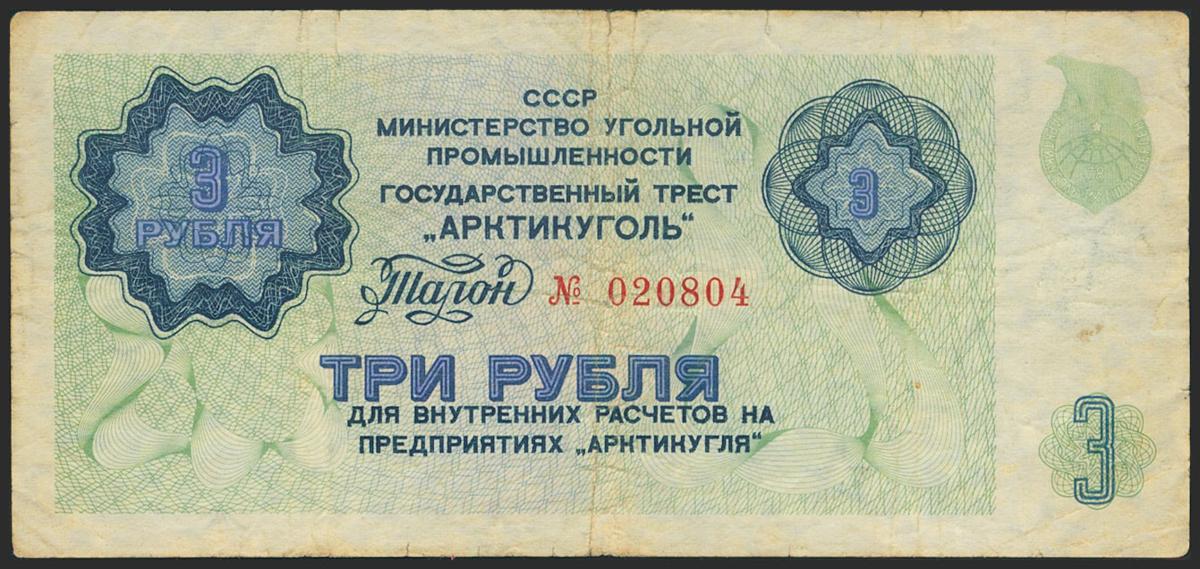 СССР
МИНИСТЕРСТВО УГОЛЬНОЙ
ПРОМЫШЛЕННОСТИ
ГОСУДАРСТВЕННЫЙ ТРЕСТ
„АРКТИКУГОЛЬ“
3
РУБЛЯ
3
Талон № 020804
ТРИ РУБЛЯ
ДЛЯ ВНУТРЕННИХ РАСЧЕТОВ НА
ПРЕДПРИЯТИЯХ „АРКТИКУГЛЯ“
3